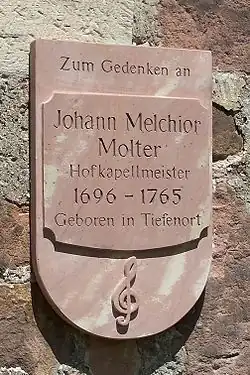 Zum Gedenken an
Johann Melchior
Molter
Hofkapellmeister
1696 - 1765
Geboren in Tiefenort